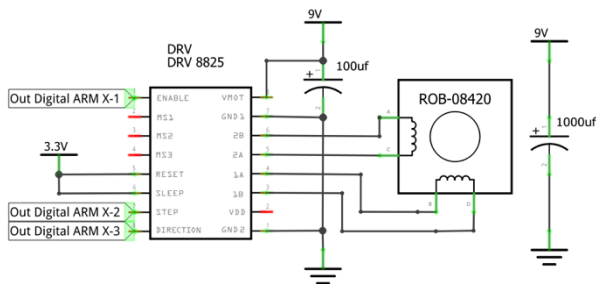 9V
DRV
DRV 8825
100uf
9V
ROB-08420
1000uf
Out Digital ARM X-1
ENABLE
VMOT
MS1
GND1
MS2
2B
MS3
2A
3.3V
RESET
1A
SLEEP
1B
Out Digital ARM X-2
STEP
VDD
Out Digital ARM X-3
DIRECTION
GND2
+
+
A
C
B
D